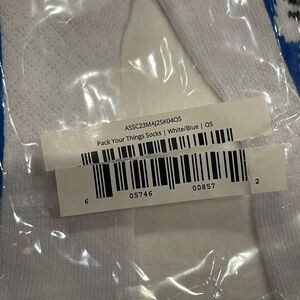 ASSC23MAJ2SK04OS
Pack Your Things Socks | White/Blue | OS
6 05746 00857 2